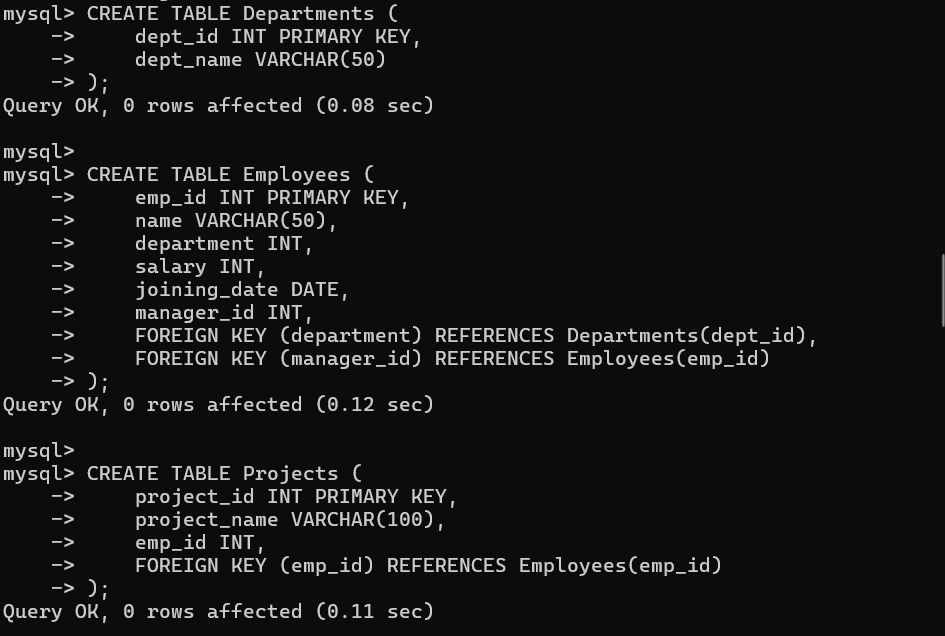 mysql> CREATE TABLE Departments (
    ->     dept_id INT PRIMARY KEY,
    ->     dept_name VARCHAR(50)
    -> );
Query OK, 0 rows affected (0.08 sec)

mysql>
mysql> CREATE TABLE Employees (
    ->     emp_id INT PRIMARY KEY,
    ->     name VARCHAR(50),
    ->     department INT,
    ->     salary INT,
    ->     joining_date DATE,
    ->     manager_id INT,
    ->     FOREIGN KEY (department) REFERENCES Departments(dept_id),
    ->     FOREIGN KEY (manager_id) REFERENCES Employees(emp_id)
    -> );
Query OK, 0 rows affected (0.12 sec)

mysql>
mysql> CREATE TABLE Projects (
    ->     project_id INT PRIMARY KEY,
    ->     project_name VARCHAR(100),
    ->     emp_id INT,
    ->     FOREIGN KEY (emp_id) REFERENCES Employees(emp_id)
    -> );
Query OK, 0 rows affected (0.11 sec)